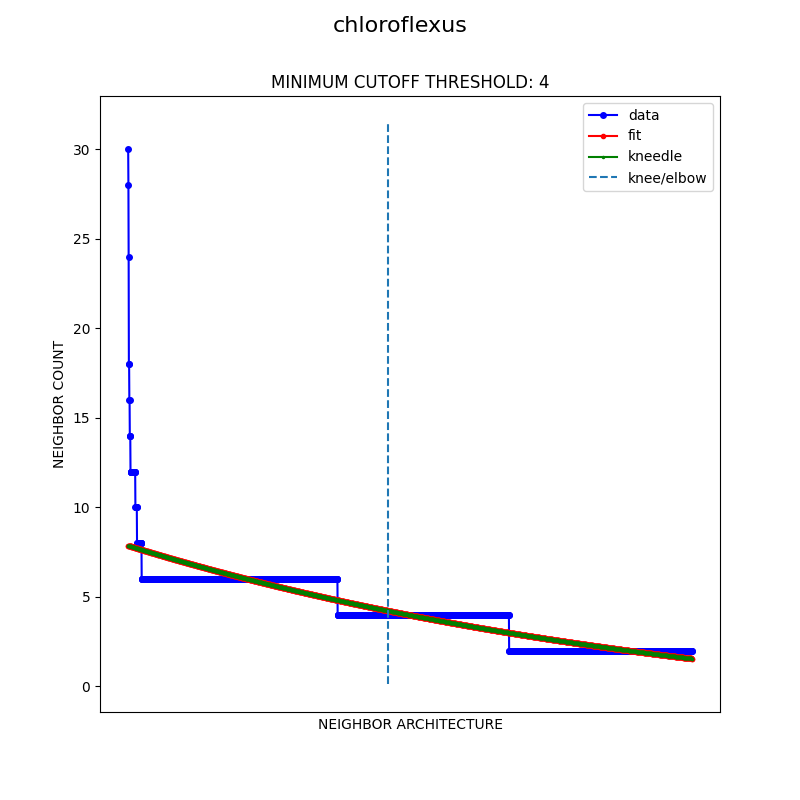 chloroflexus
MINIMUM CUTOFF THRESHOLD: 4
data
fit
kneedle
knee/elbow
30
25
20
15
10
5
0
NEIGHBOR COUNT
NEIGHBOR ARCHITECTURE